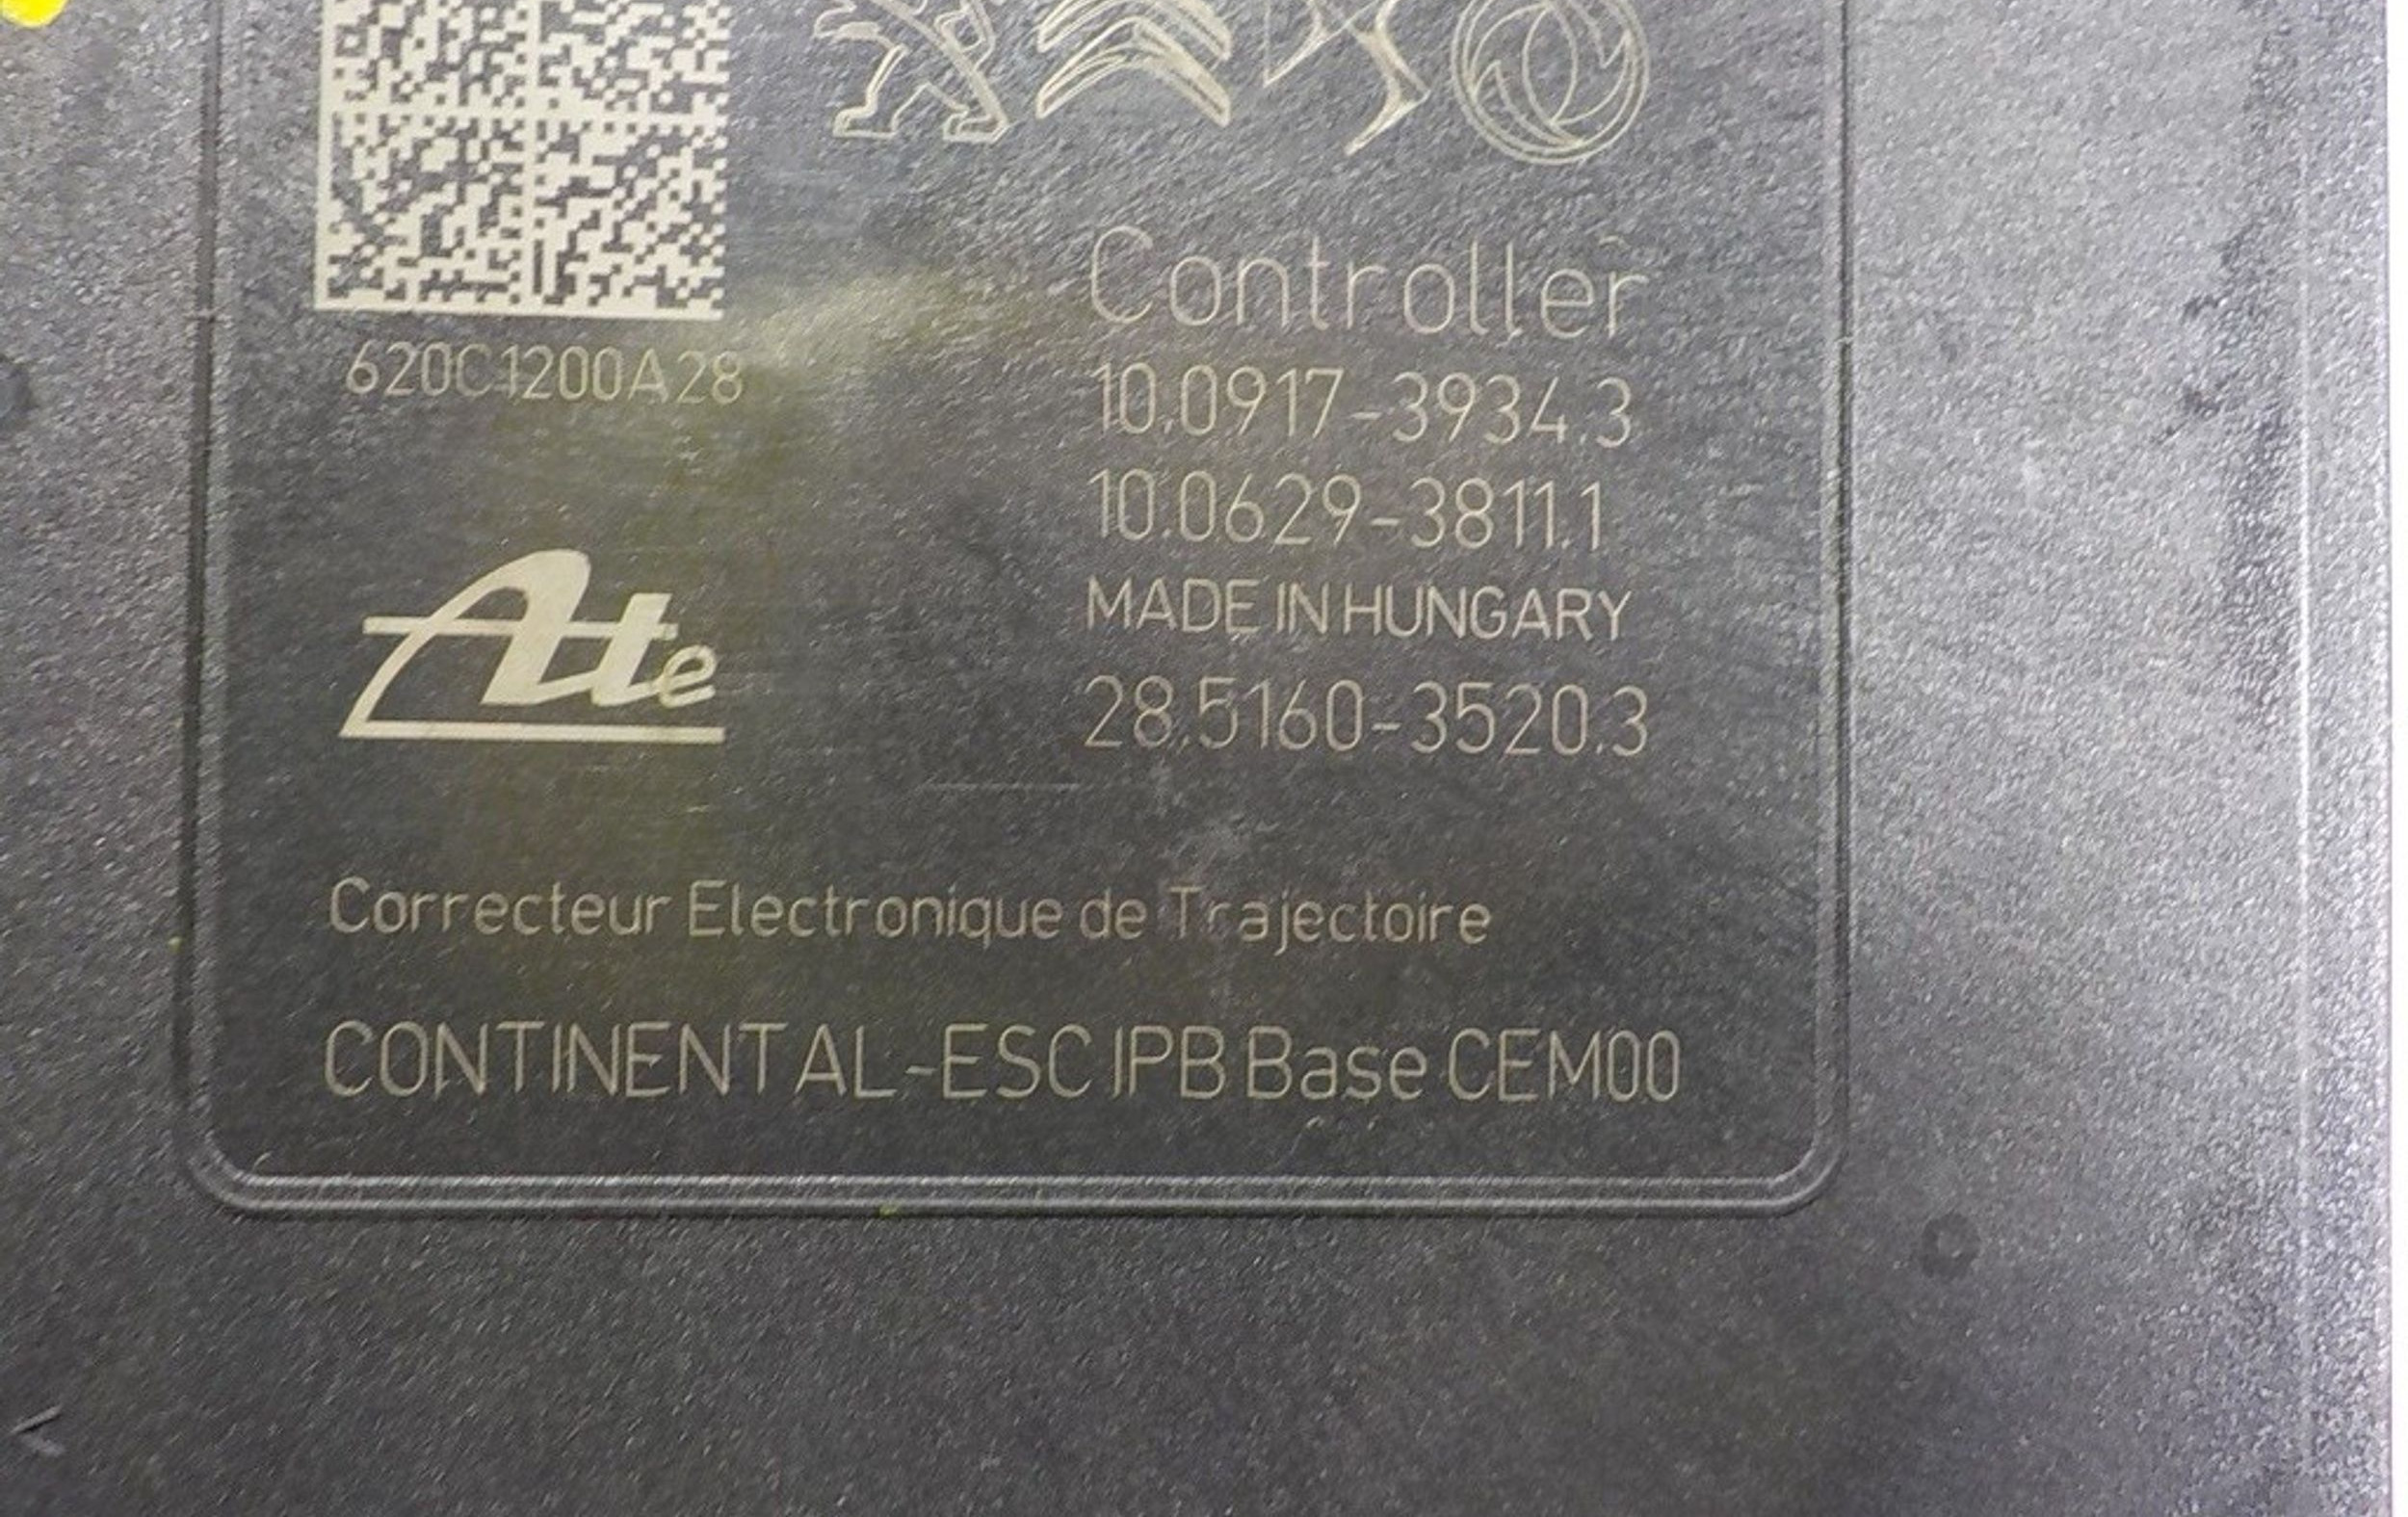 620C1200A28
Controller
10.0917-3934.3
10.0629-3811.1
MADE IN HUNGARY
28.5160-3520.3
Ate
Correcteur Electronique de Trajectoire
CONTINENTAL-ESC IPB Base CEM00